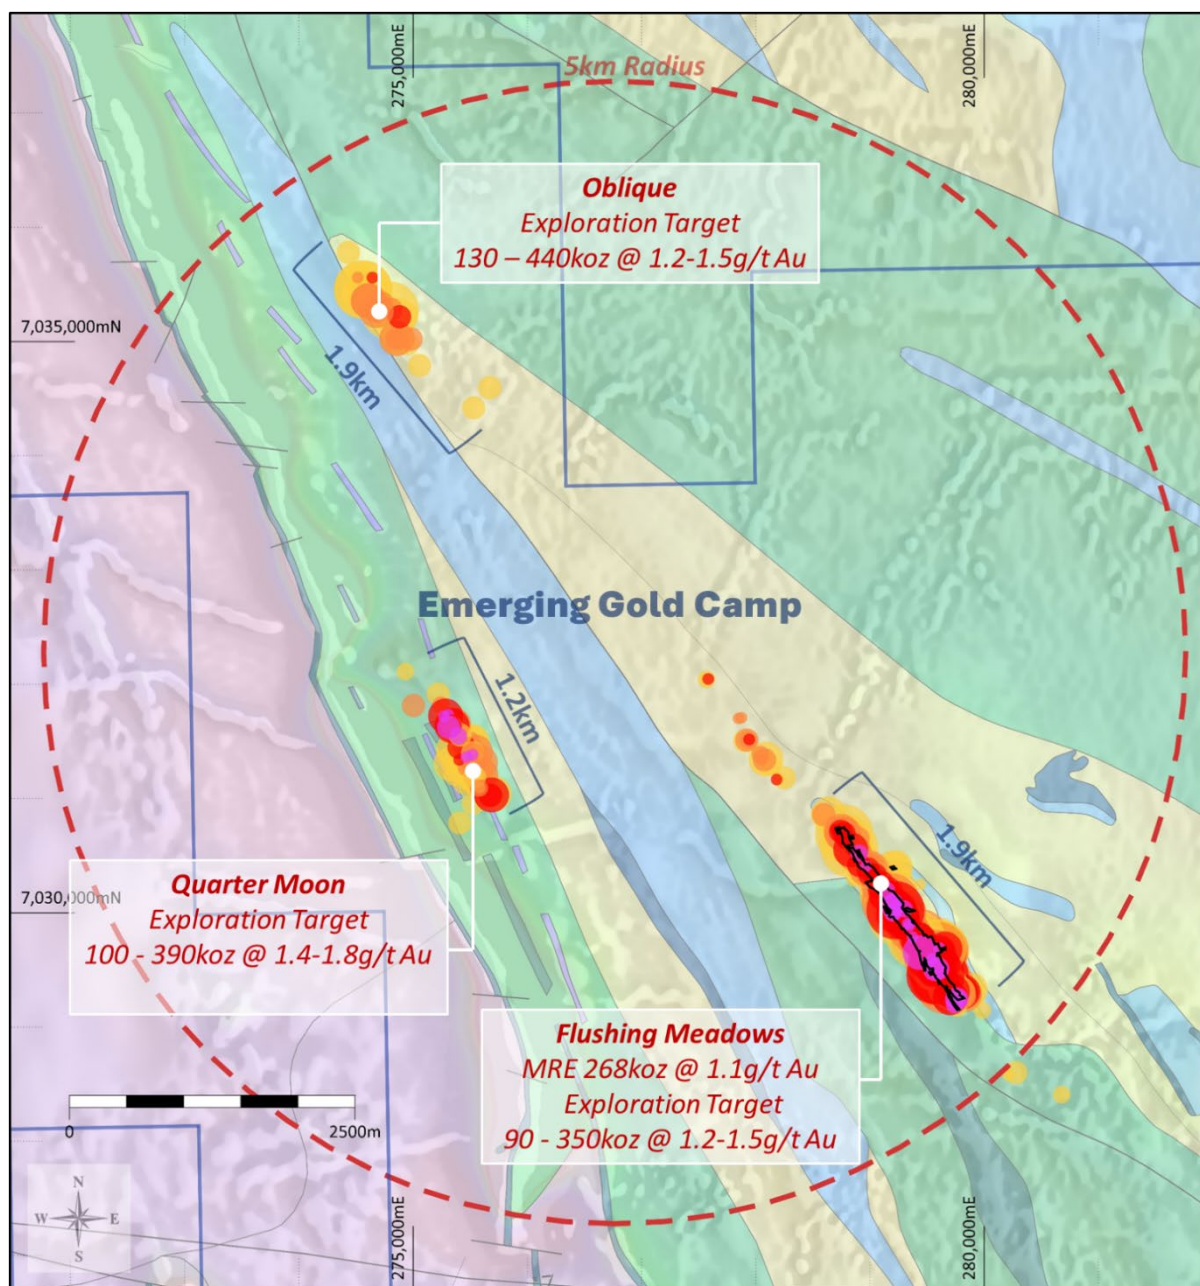 275,000mE
280,000mE
5km Radius
Oblique
Exploration Target
130 – 440koz @ 1.2-1.5g/t Au
7,035,000mN
1.9km
Emerging Gold Camp
1.2km
1.9km
Quarter Moon
Exploration Target
100 - 390koz @ 1.4-1.8g/t Au
7,030,000mN
Flushing Meadows
MRE 268koz @ 1.1g/t Au
Exploration Target
90 - 350koz @ 1.2-1.5g/t Au
0
2500m
N
W
E
S
275,000mE
280,000mE